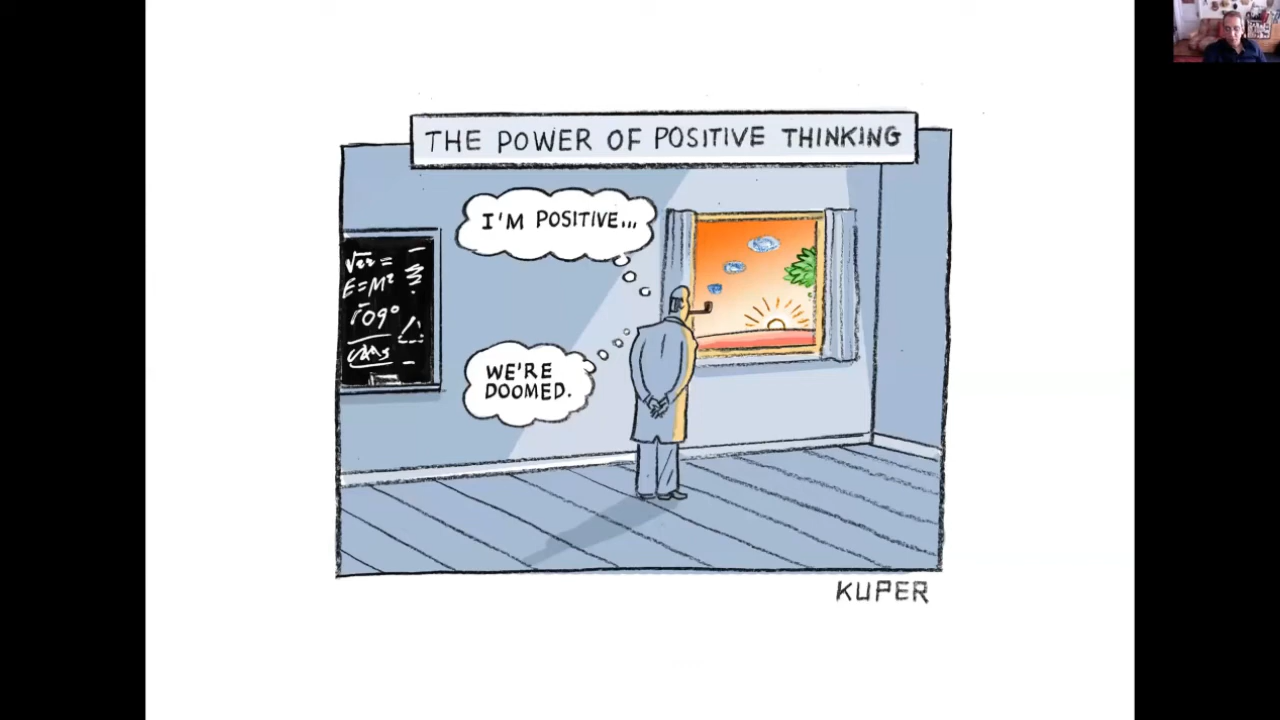 THE POWER OF POSITIVE THINKING
I'M POSITIVE...
WE'RE
DOOMED.
E=M²
KUPER